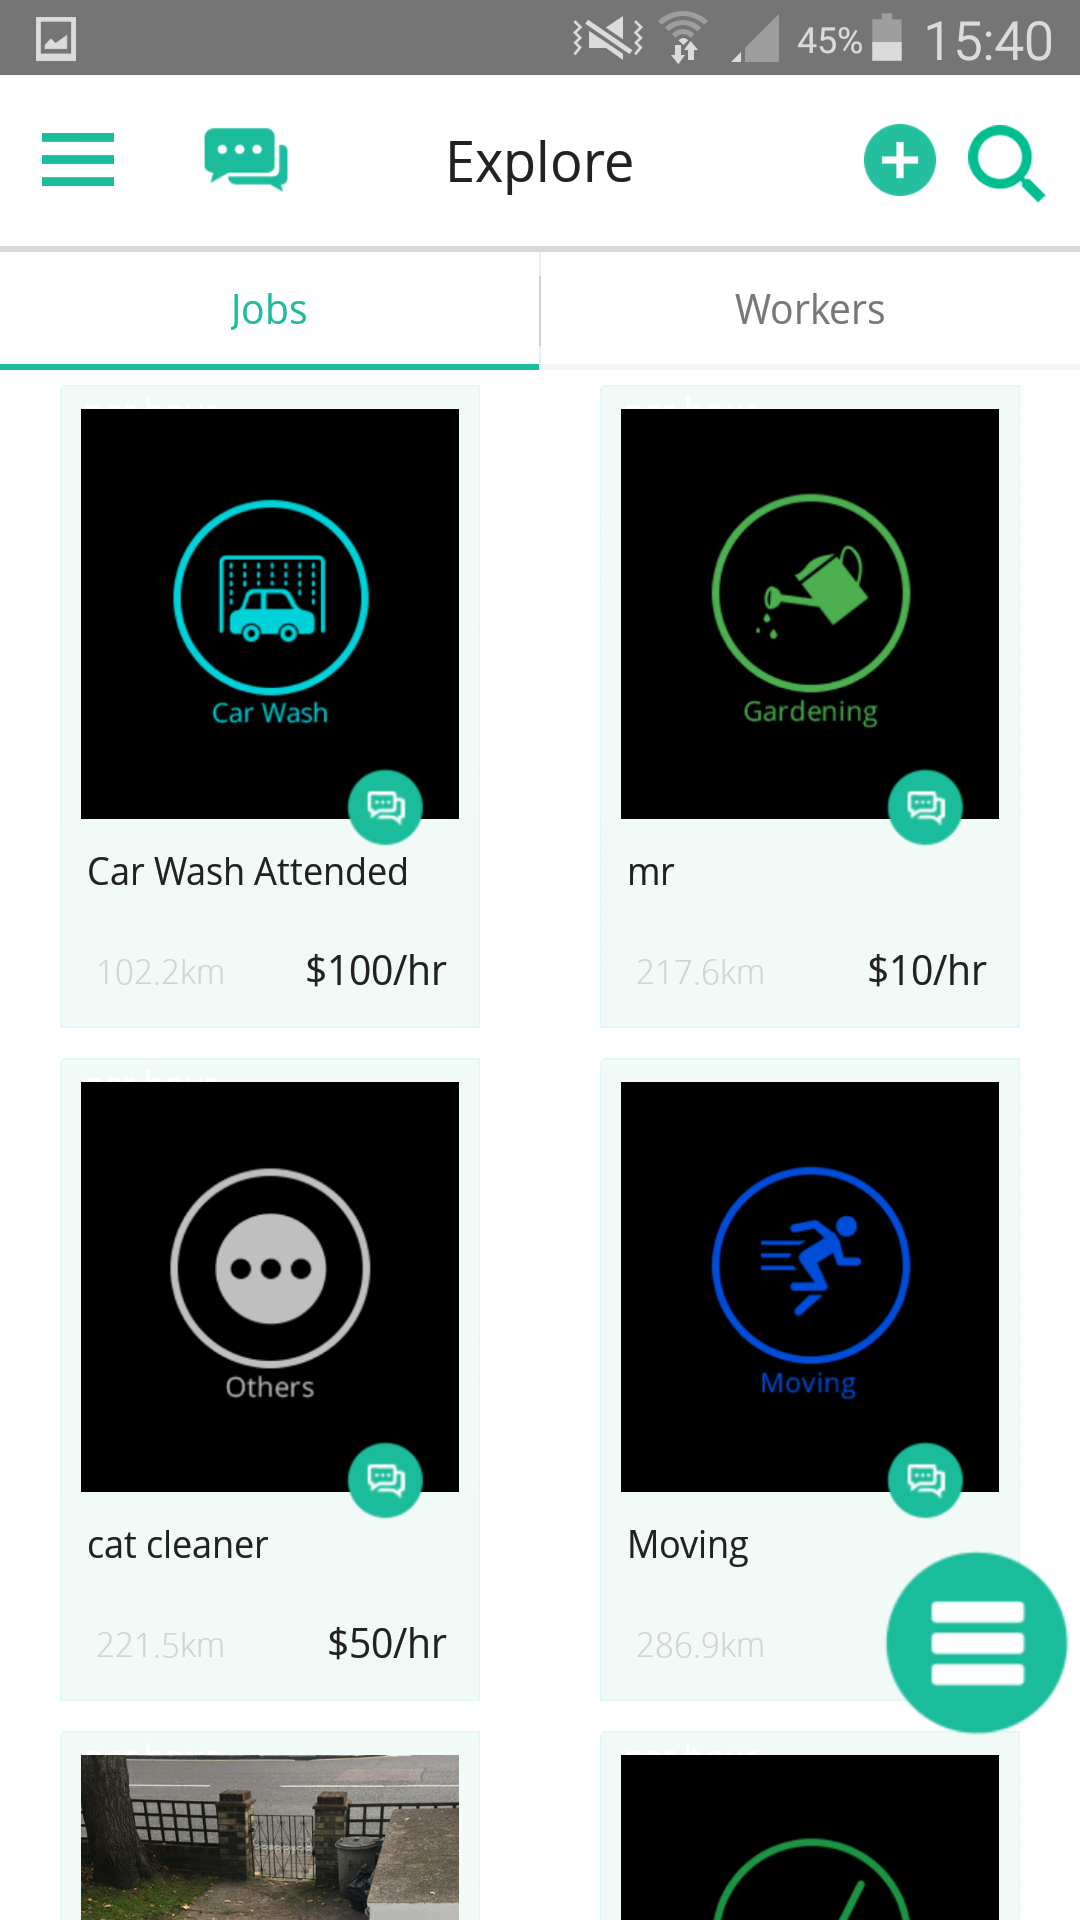 45% 15:40
Explore
Jobs Workers
Car Wash
Gardening
Car Wash Attended
mr
102.2km $100/hr
217.6km $10/hr
Others
Moving
cat cleaner
Moving
221.5km $50/hr
286.9km